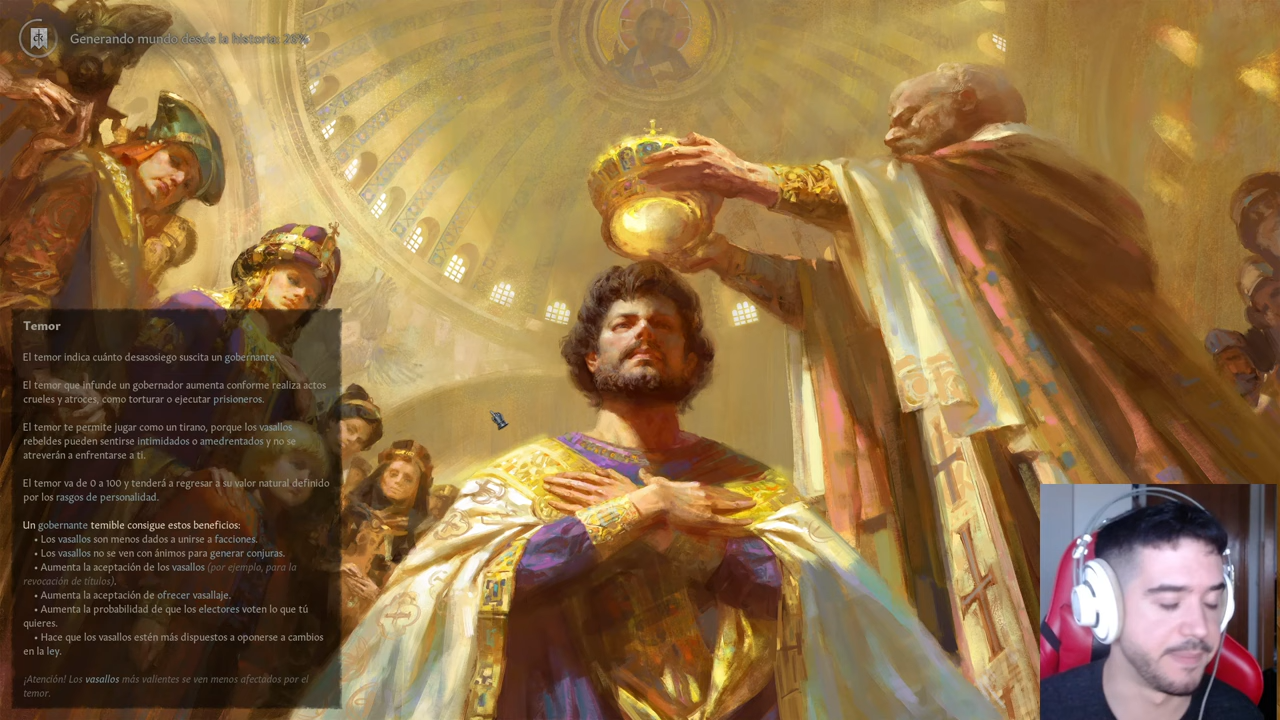 Generando mundo desde la historia: 28%
Temor
El temor indica cuánto desasosiego suscita un gobernante.
El temor que infunde un gobernador aumenta conforme realiza actos
crueles y atroces, como torturar o ejecutar prisioneros.
El temor te permite jugar como un tirano, porque los vasallos
rebeldes pueden sentirse intimidados o amedrentados y no se
atreverán a enfrentarse a ti.
El temor va de 0 a 100 y tenderá a regresar a su valor natural definido
por los rasgos de personalidad.
Un gobernante temible consigue estos beneficios:
• Los vasallos son menos dados a unirse a facciones.
• Los vasallos no se ven con ánimos para generar conjuras.
• Aumenta la aceptación de los vasallos (por ejemplo, para la
revocación de títulos).
• Aumenta la aceptación de ofrecer vasallaje.
• Aumenta la probabilidad de que los electores voten lo que tú
quieres.
• Hace que los vasallos estén más dispuestos a oponerse a cambios
en la ley.
¡Atención! Los vasallos más valientes se ven menos afectados por el
temor.